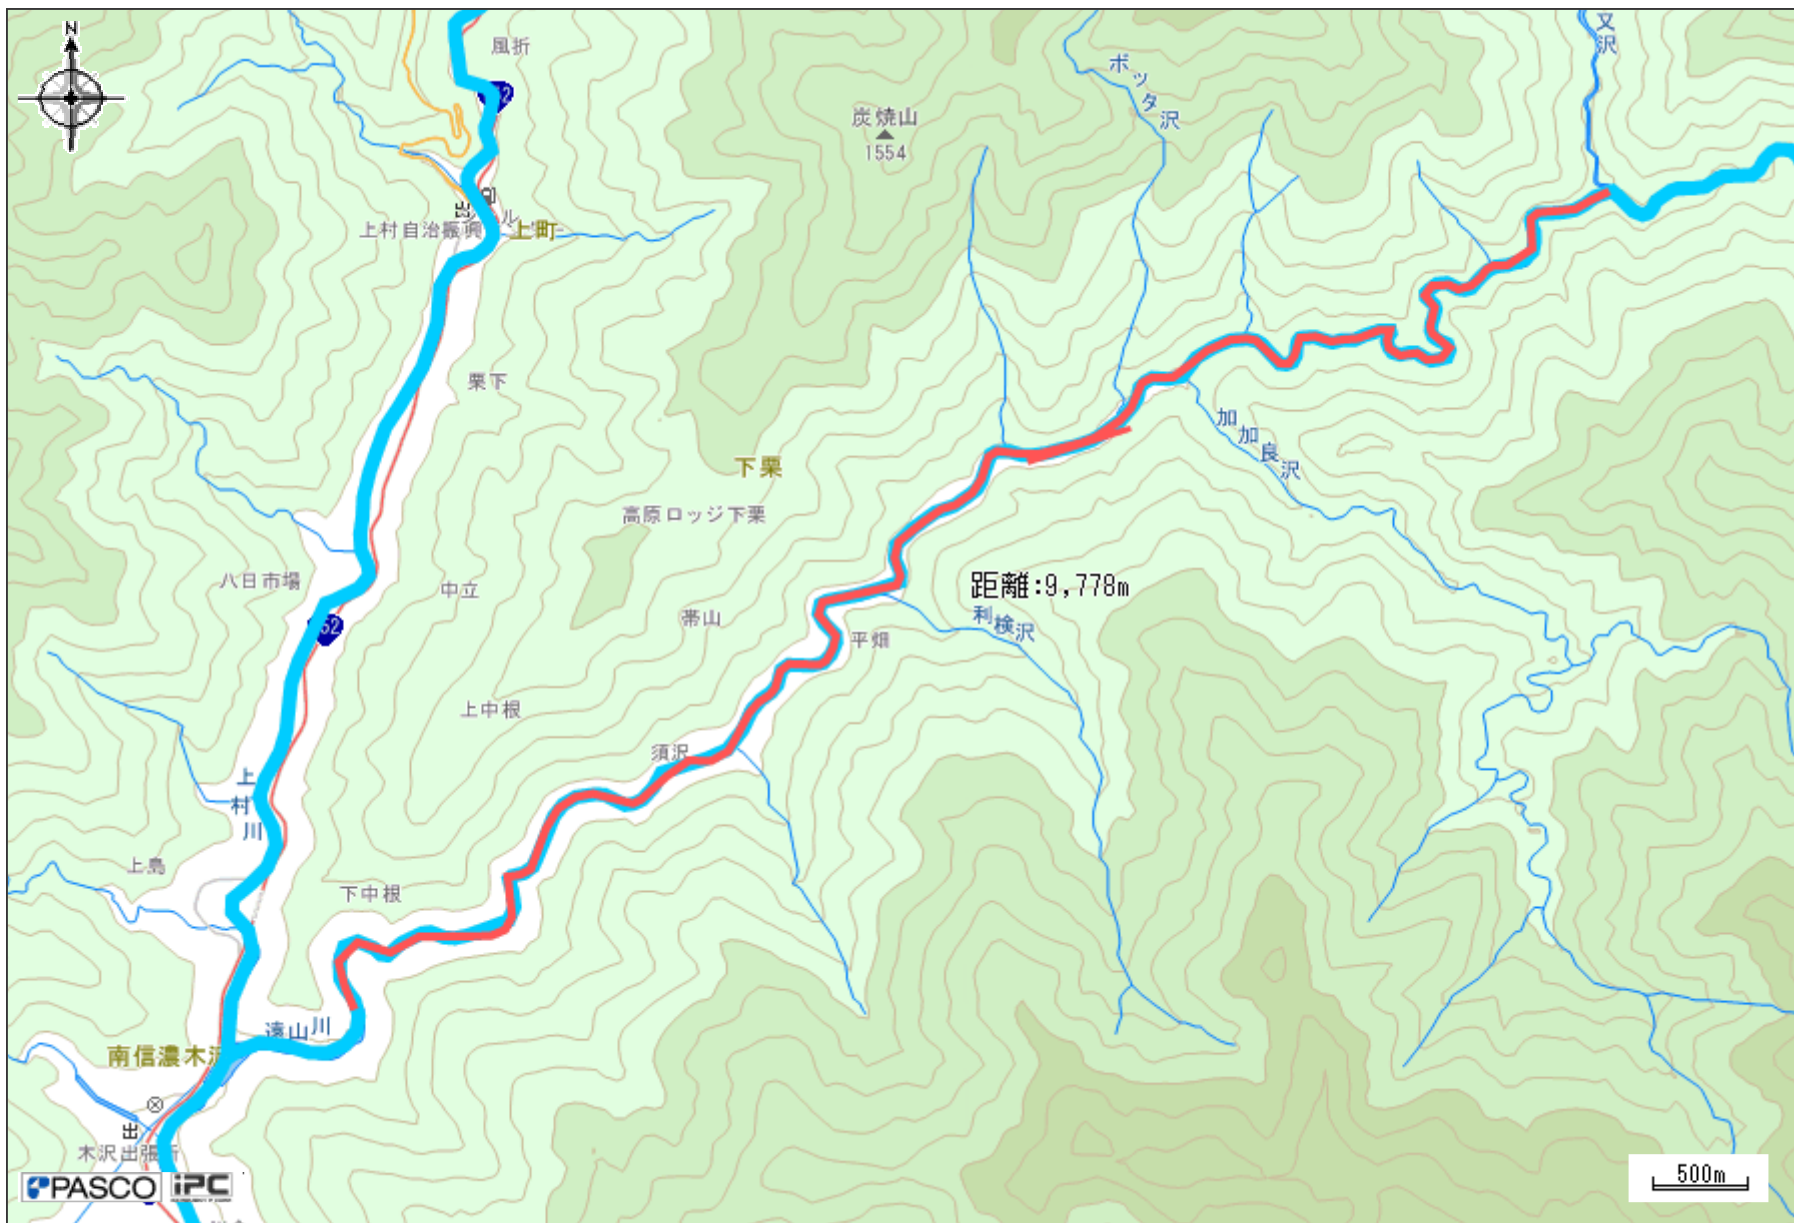 N
風折
又沢
ボッタ沢
炭焼山
1554
上村自治振興
上町
栗下
加加良沢
下栗
高原ロッジ下栗
八日市場
中立
距離:9,778m
52
帯山
利検沢
平畑
上中根
須沢
上村川
上島
下中根
遠山川
南信濃木沢
木沢出張所
PASCO iPC
500m